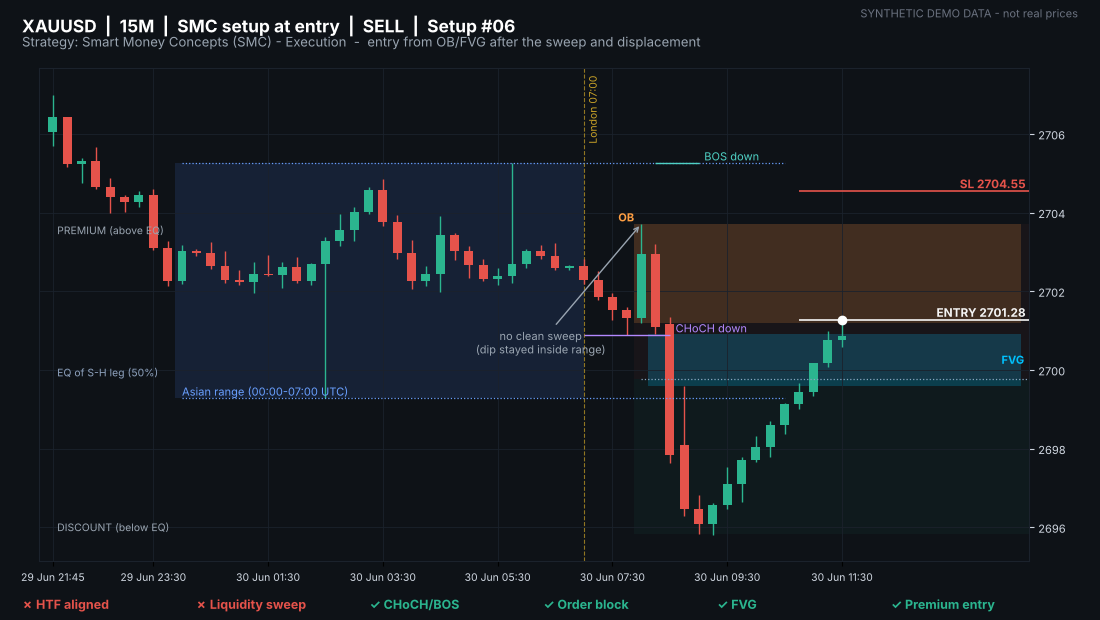 XAUUSD | 15M | SMC setup at entry | SELL | Setup #06
SYNTHETIC DEMO DATA - not real prices
Strategy: Smart Money Concepts (SMC) - Execution - entry from OB/FVG after the sweep and displacement
London 07:00
BOS down
2706
SL 2704.55
OB
2704
PREMIUM (above EQ)
2702
ENTRY 2701.28
no clean sweep
(dip stayed inside range)
CHoCH down
FVG
EQ of S-H leg (50%)
2700
Asian range (00:00-07:00 UTC)
2698
DISCOUNT (below EQ)
2696
29 Jun 21:45
29 Jun 23:30
30 Jun 01:30
30 Jun 03:30
30 Jun 05:30
30 Jun 07:30
30 Jun 09:30
30 Jun 11:30
× HTF aligned
× Liquidity sweep
✓ CHoCH/BOS
✓ Order block
✓ FVG
✓ Premium entry